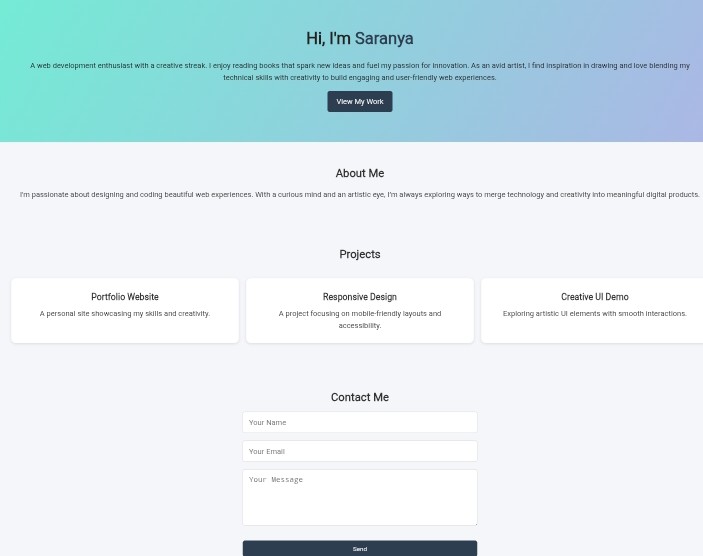 Hi, I'm Saranya
A web development enthusiast with a creative streak. I enjoy reading books that spark new ideas and fuel my passion for innovation. As an avid artist, I find inspiration in drawing and love blending my
technical skills with creativity to build engaging and user-friendly web experiences.
View My Work
About Me
I'm passionate about designing and coding beautiful web experiences. With a curious mind and an artistic eye, I'm always exploring ways to merge technology and creativity into meaningful digital products.
Projects
Portfolio Website
A personal site showcasing my skills and creativity.
Responsive Design
A project focusing on mobile-friendly layouts and
accessibility.
Creative UI Demo
Exploring artistic UI elements with smooth interactions.
Contact Me
Your Name
Your Email
Your Message
Send